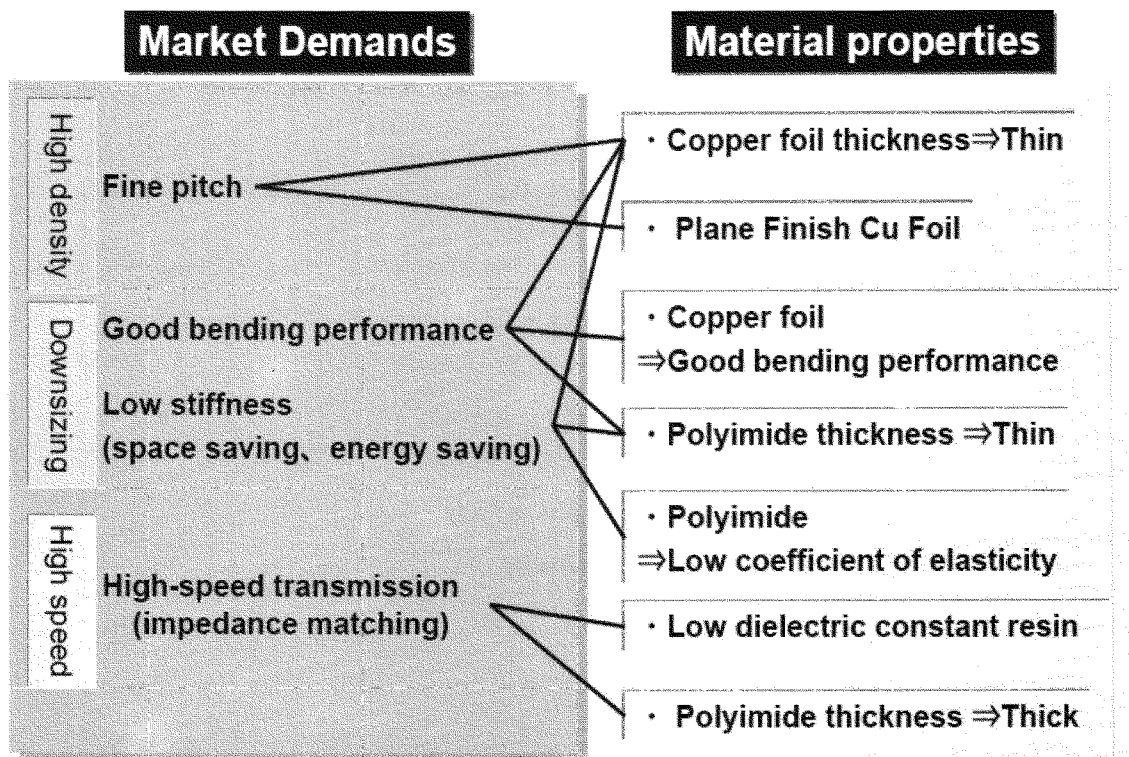 Market Demands
Material properties
High density
Fine pitch
Downsizing
Good bending performance
Low stiffness
(space saving、energy saving)
High speed
High-speed transmission
(impedance matching)
・Copper foil thickness⇒Thin
・ Plane Finish Cu Foil
・Copper foil
⇒Good bending performance
・Polyimide thickness ⇒Thin
・Polyimide
⇒Low coefficient of elasticity
・Low dielectric constant resin
・ Polyimide thickness ⇒Thick